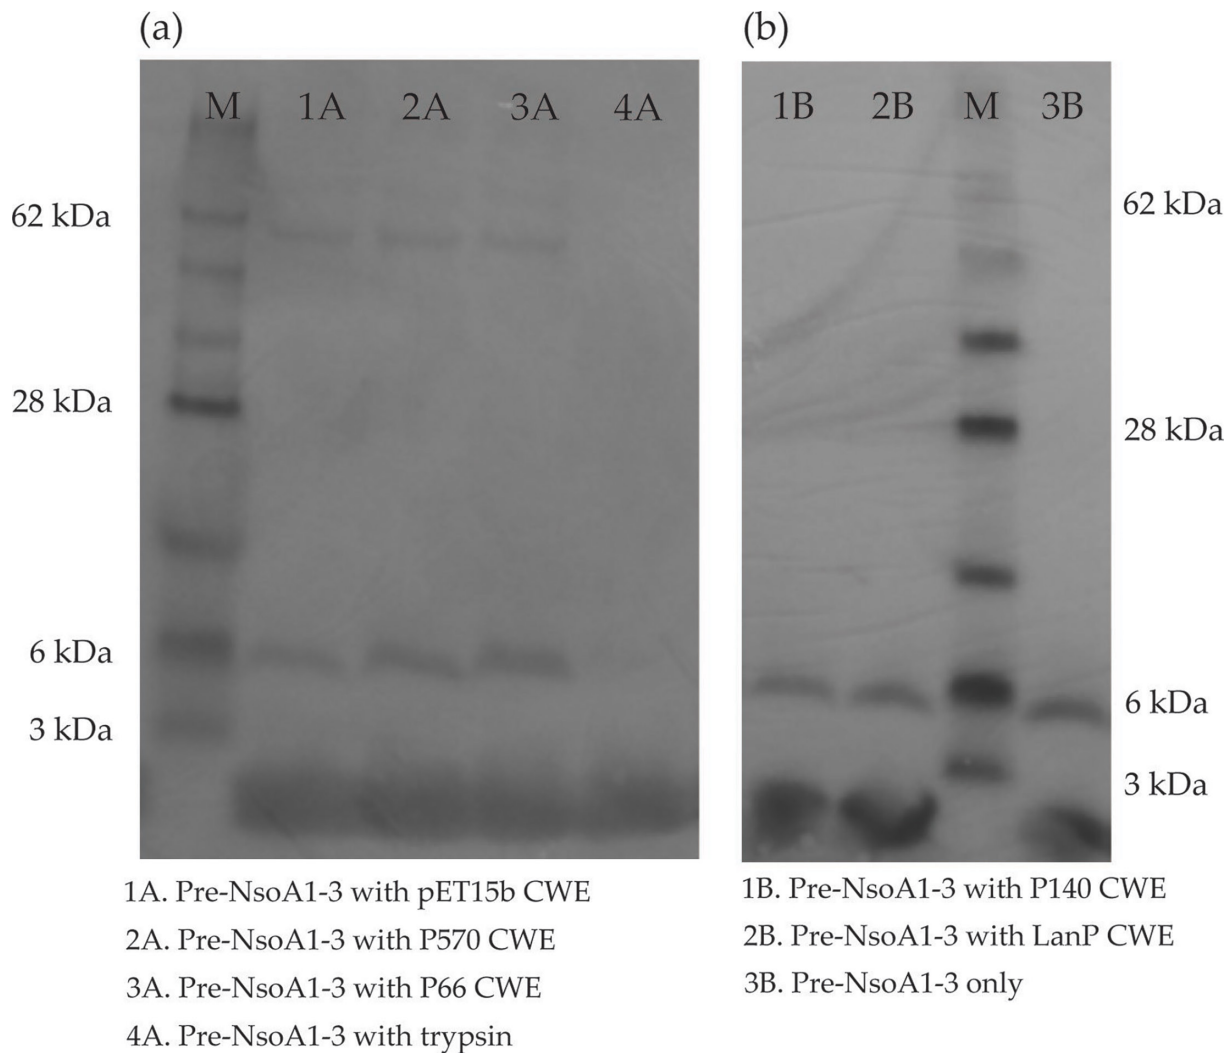 (a)
(b)
M 1A 2A 3A 4A
1B 2B M 3B
62 kDa
28 kDa
6 kDa
3 kDa
62 kDa
28 kDa
6 kDa
3 kDa
1A. Pre-NsoA1-3 with pET15b CWE
2A. Pre-NsoA1-3 with P570 CWE
3A. Pre-NsoA1-3 with P66 CWE
4A. Pre-NsoA1-3 with trypsin
1B. Pre-NsoA1-3 with P140 CWE
2B. Pre-NsoA1-3 with LanP CWE
3B. Pre-NsoA1-3 only